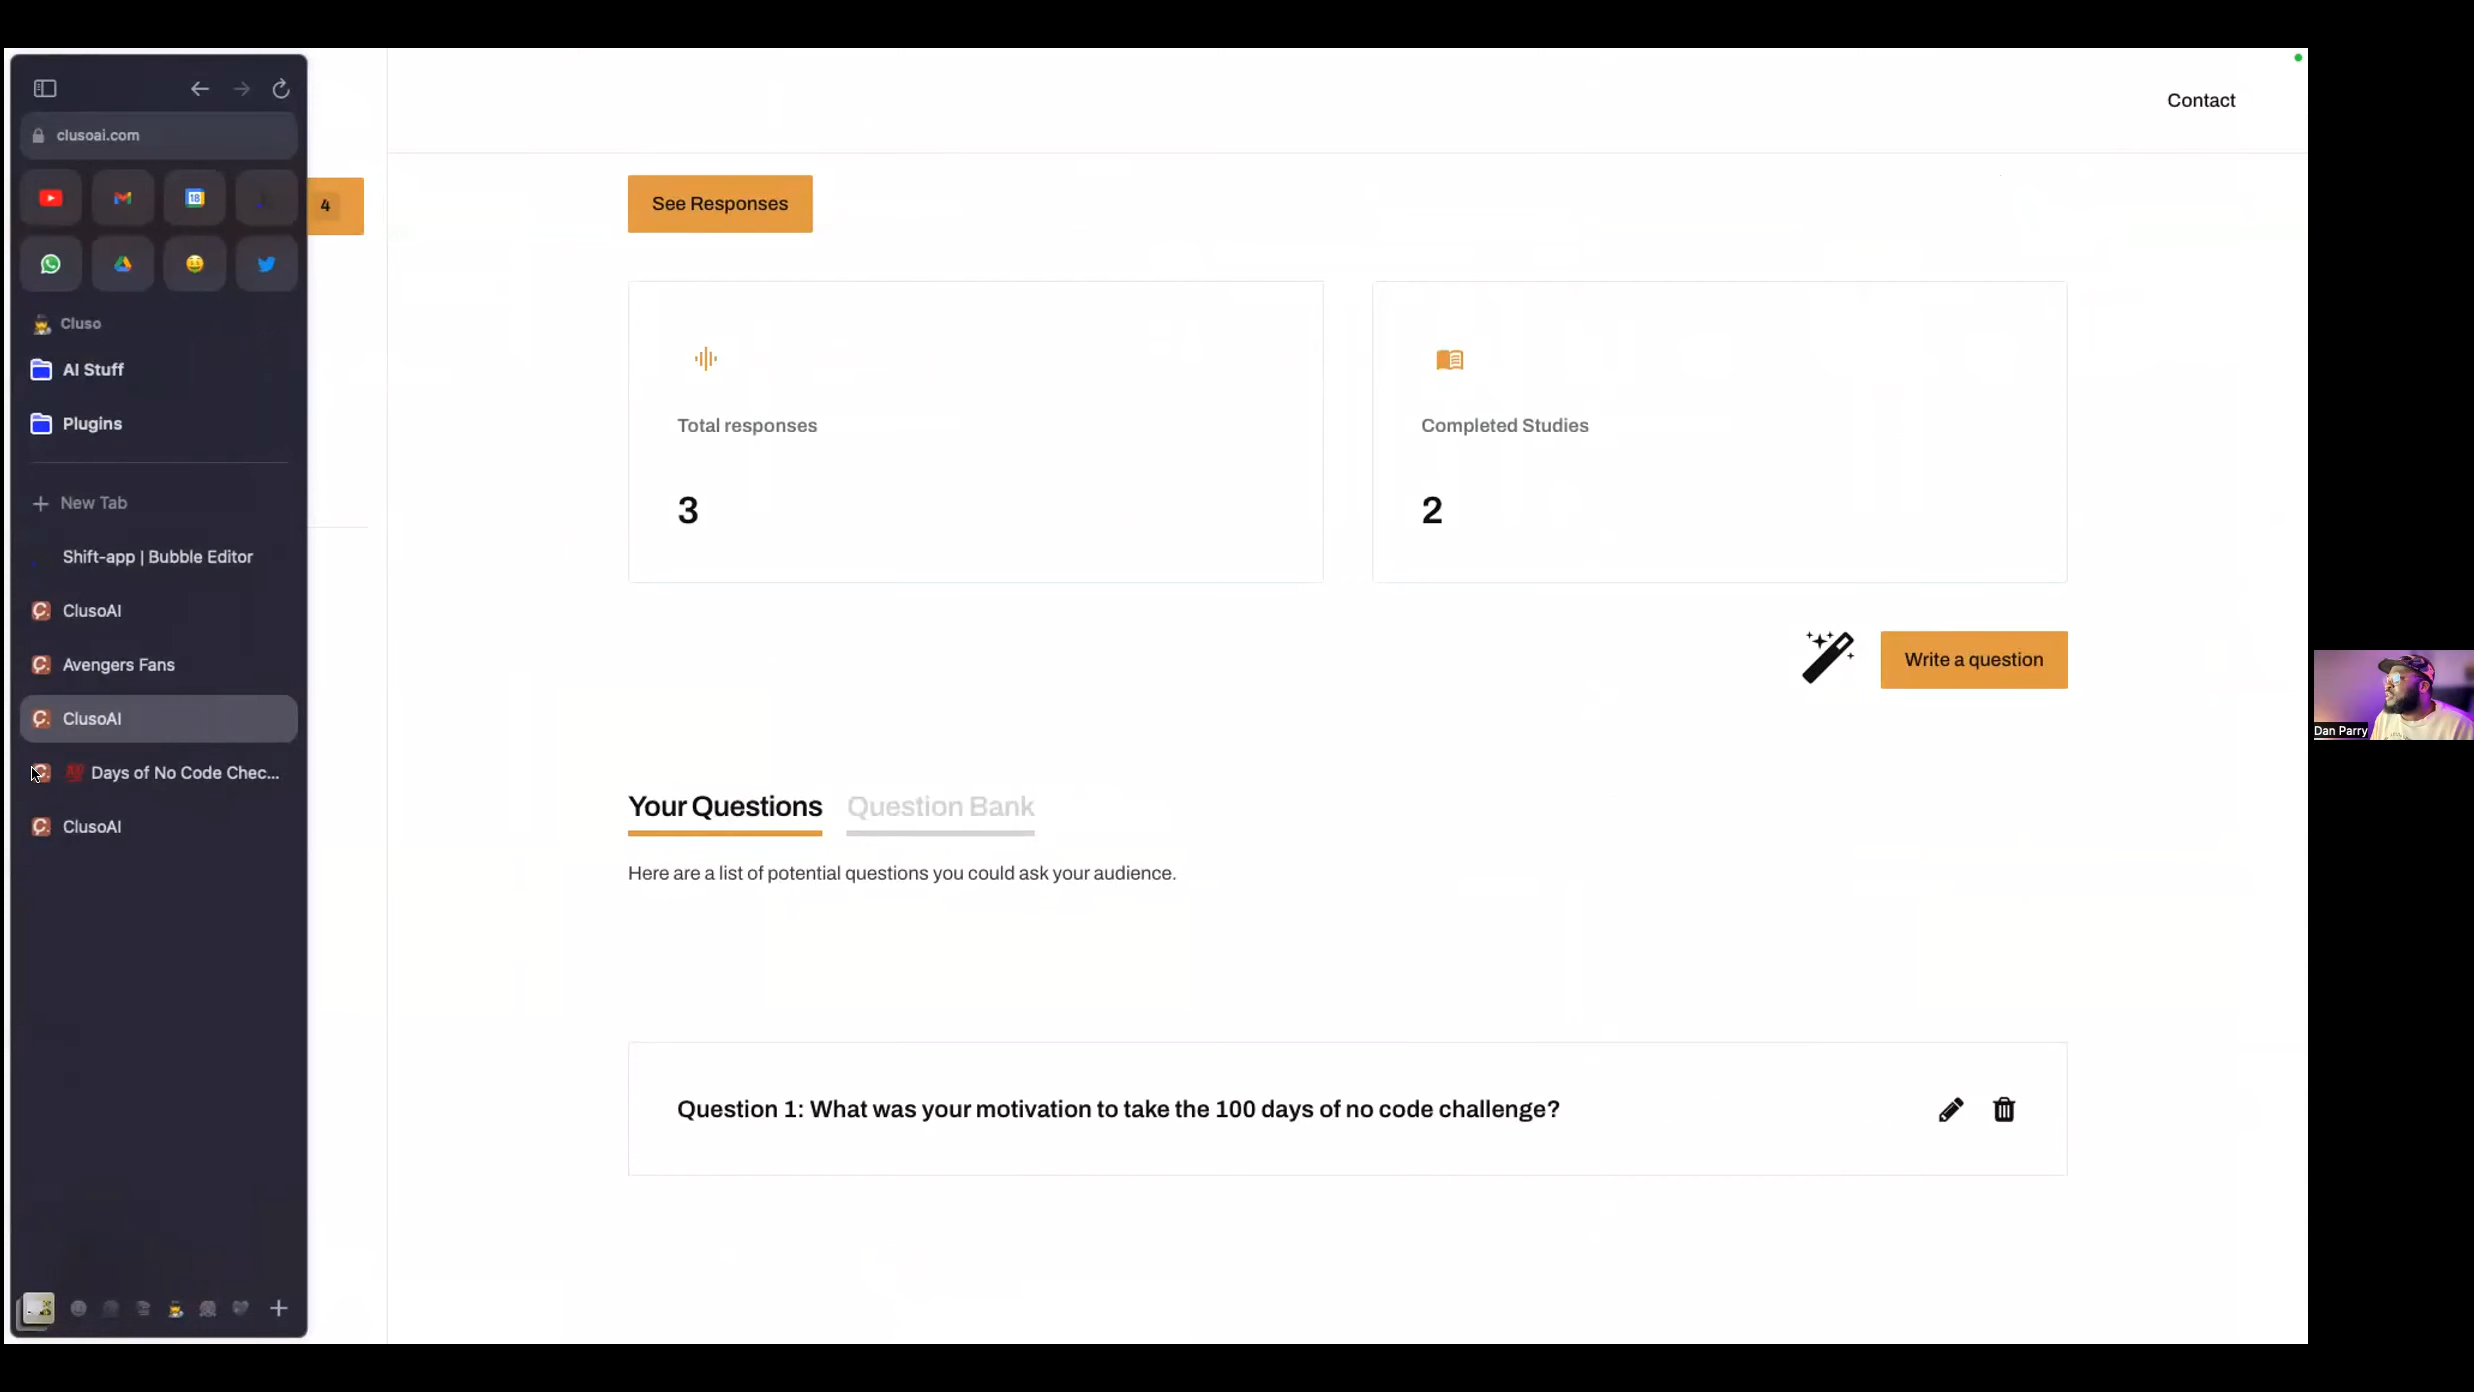 clusoai.com
Contact
4
18
See Responses
Cluso
AI Stuff
Plugins
Total responses
Completed Studies
3
2
New Tab
Shift-app | Bubble Editor
ClusoAI
Avengers Fans
Write a question
ClusoAI
Dan Parry
💯 Days of No Code Chec...
Your Questions
Question Bank
ClusoAI
Here are a list of potential questions you could ask your audience.
Question 1: What was your motivation to take the 100 days of no code challenge?